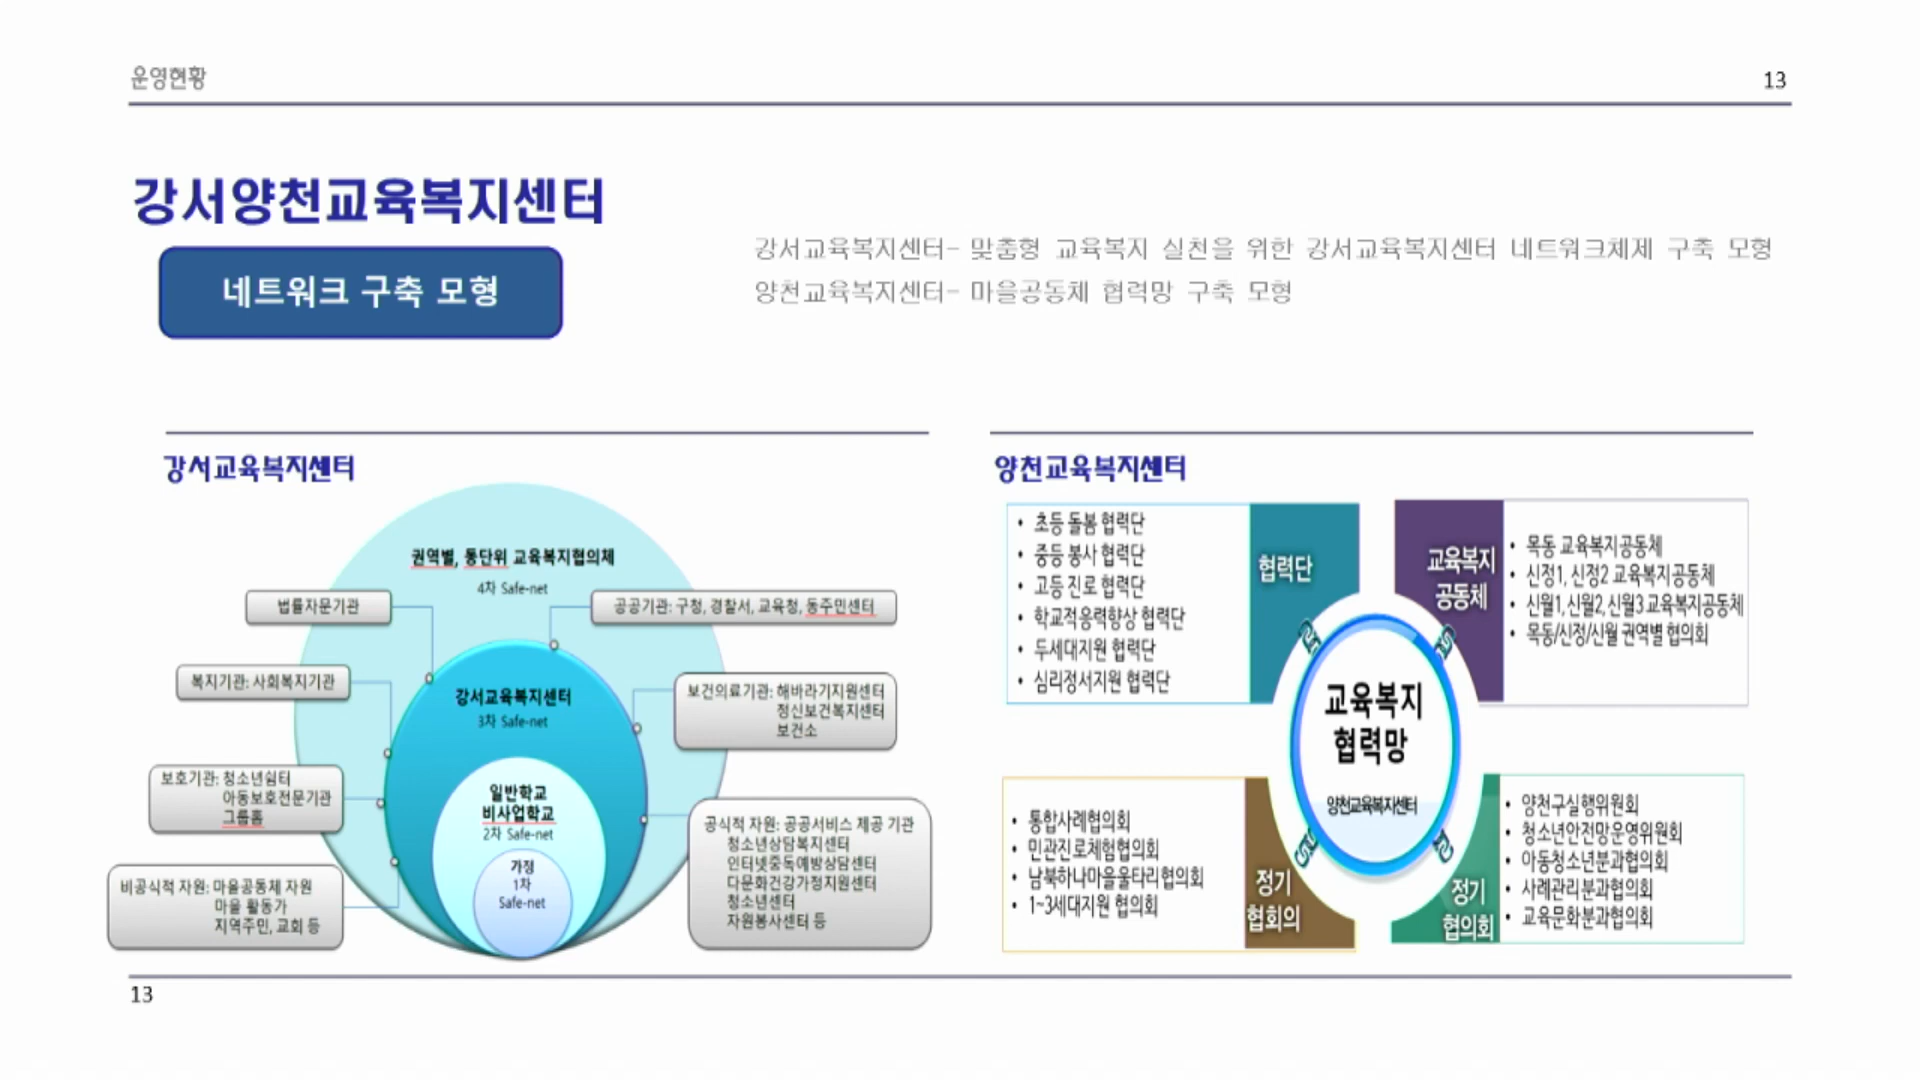 운영현황
13
강서양천교육복지센터
네트워크 구축 모형
강서교육복지센터- 맞춤형 교육복지 실천을 위한 강서교육복지센터 네트워크체제 구축 모형
양천교육복지센터- 마을공동체 협력망 구축 모형
강서교육복지센터
권역별, 동단위 교육복지협의체
4차 Safe-net
법률자문기관
공공기관: 구청, 경찰서, 교육청, 동주민센터
복지기관: 사회복지기관
강서교육복지센터
3차 Safe-net
보건의료기관: 해바라기지원센터
정신보건복지센터
보건소
보호기관: 청소년쉼터
아동보호전문기관
그룹홈
일반학교
비사업학교
2차 Safe-net
가정
1차
Safe-net
비공식적 자원: 마을공동체 자원
마을 활동가
지역주민, 교회 등
공식적 자원: 공공서비스 제공 기관
청소년상담복지센터
인터넷중독예방상담센터
다문화건강가정지원센터
청소년센터
자원봉사센터 등
양천교육복지센터
• 초등 돌봄 협력단
• 중등 봉사 협력단
• 고등 진로 협력단
• 학교적응력향상 협력단
• 두세대지원 협력단
• 심리정서지원 협력단
협력단
교육복지
공동체
• 목동 교육복지공동체
• 신정1, 신정2 교육복지공동체
• 신월1, 신월2, 신월3 교육복지공동체
• 목동/신정/신월 권역별 협의회
교육복지
협력망
양천교육복지센터
• 통합사례협의회
• 민관진로체험협의회
• 남북하나마을울타리협의회
• 1~3세대지원 협의회
정기
협회의
정기
협의회
• 양천구실행위원회
• 청소년안전망운영위원회
• 아동청소년분과협의회
• 사례관리분과협의회
• 교육문화분과협의회
13